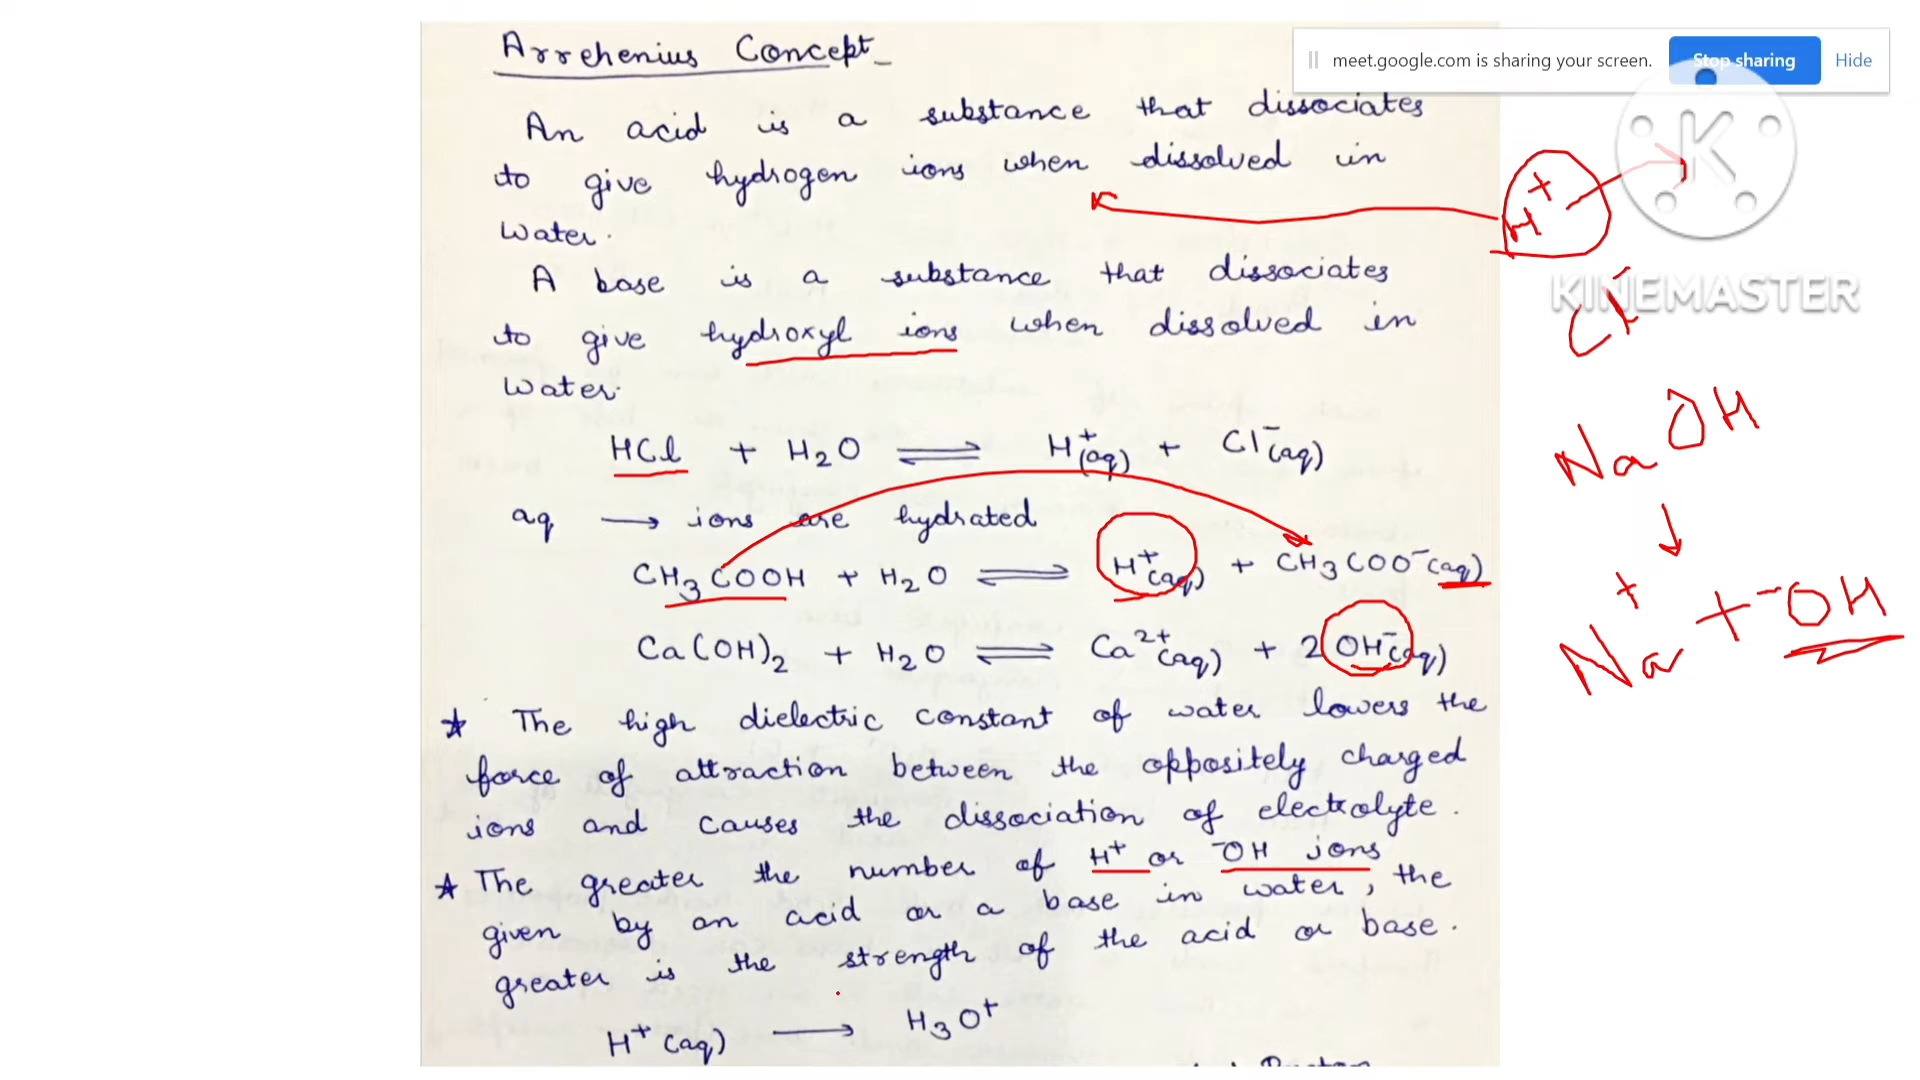 Arrehenius Concept
meet.google.com is sharing your screen. Stop sharing Hide
An acid is a substance that dissociates
to give hydrogen ions when dissolved in
water.
A base is a substance that dissociates
to give hydroxyl ions when dissolved in
water.
HCl + H2O ⇌ H+(aq) + Cl-(aq)
aq → ions are hydrated
CH3COOH + H2O ⇌ H+(aq) + CH3COO-(aq)
Ca(OH)2 + H2O ⇌ Ca2+(aq) + 2OH-(aq)
★ The high dielectric constant of water lowers the
force of attraction between the oppositely charged
ions and causes the dissociation of electrolyte.
★ The greater the number of H+ or -OH ions
given by an acid or a base in water, the
greater is the strength of the acid or base.
H+(aq) → H3O+
K
KINEMASTER
H+
Cl-
NaOH
↓
Na+ + -OH